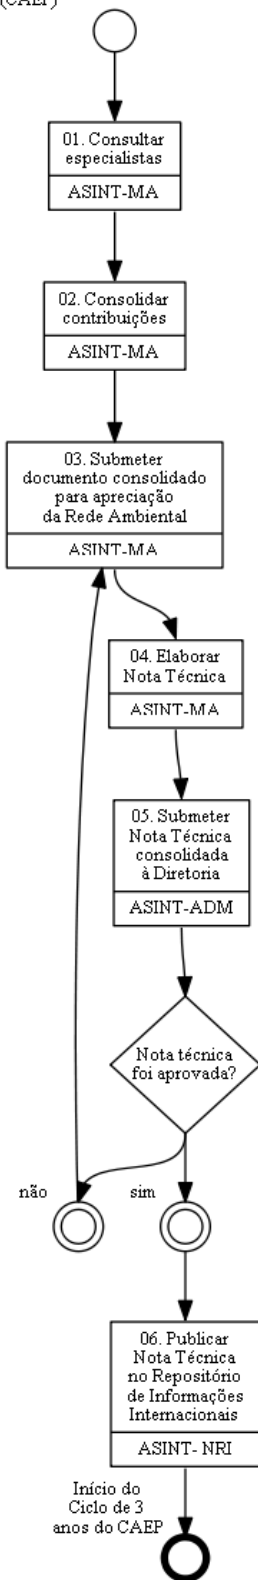 (CAEP)
01. Consultar
especialistas
ASINT-MA
02. Consolidar
contribuições
ASINT-MA
03. Submeter
documento consolidado
para apreciação
da Rede Ambiental
ASINT-MA
04. Elaborar
Nota Técnica
ASINT-MA
05. Submeter
Nota Técnica
consolidada
à Diretoria
ASINT-ADM
Nota técnica
foi aprovada?
não
sim
06. Publicar
Nota Técnica
no Repositório
de Informações
Internacionais
ASINT- NRI
Início do
Ciclo de 3
anos do CAEP